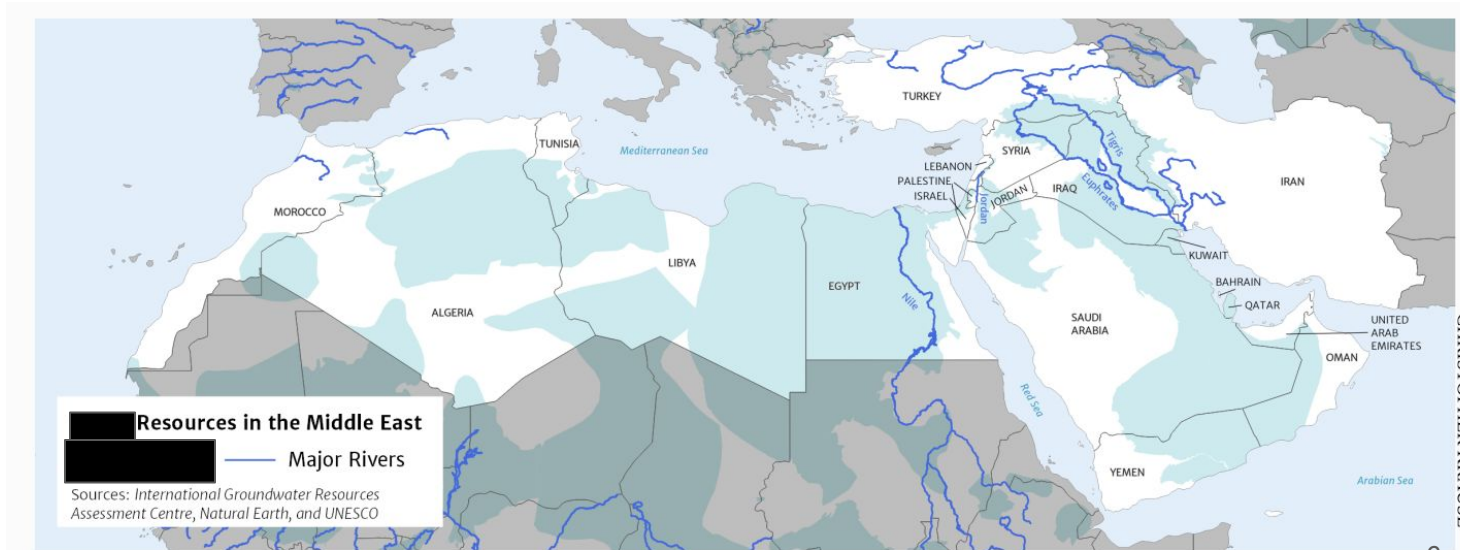 TURKEY
TUNISIA
Mediterranean Sea
SYRIA
Tigris
LEBANON
PALESTINE
ISRAEL
Jordan
JORDAN
IRAQ
Euphrates
IRAN
MOROCCO
LIBYA
ALGERIA
EGYPT
Nile
KUWAIT
BAHRAIN
QATAR
SAUDI
ARABIA
UNITED
ARAB
EMIRATES
OMAN
Red Sea
YEMEN
Arabian Sea
Resources in the Middle East
Major Rivers
Sources: International Groundwater Resources
Assessment Centre, Natural Earth, and UNESCO